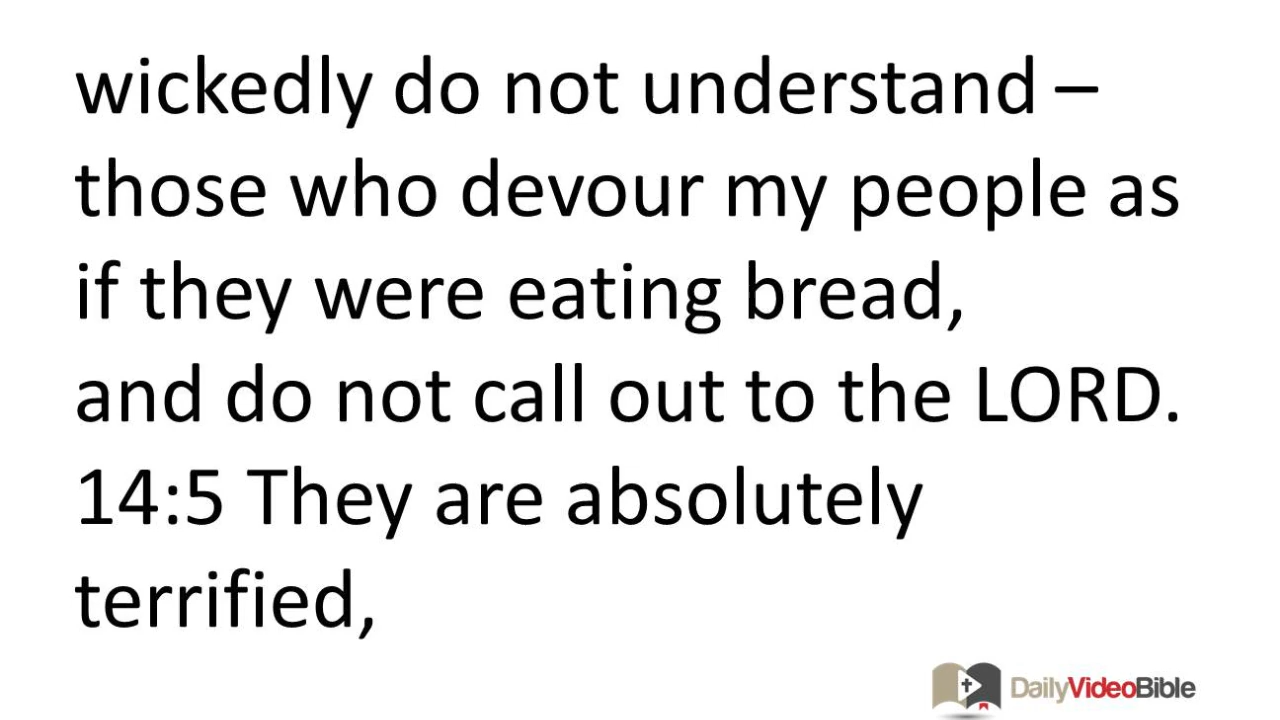 wickedly do not understand –
those who devour my people as
if they were eating bread,
and do not call out to the LORD.
14:5 They are absolutely
terrified,
DailyVideoBible